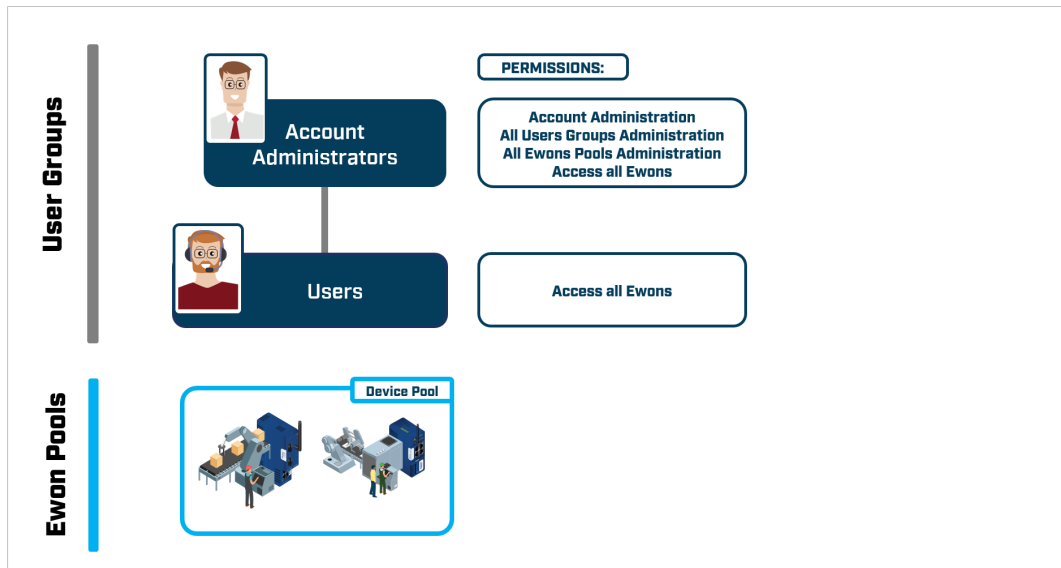 User Groups
Account
Administrators
PERMISSIONS:
Account Administration
All Users Groups Administration
All Ewons Pools Administration
Access all Ewons
Users
Access all Ewons
Ewon Pools
Device Pool